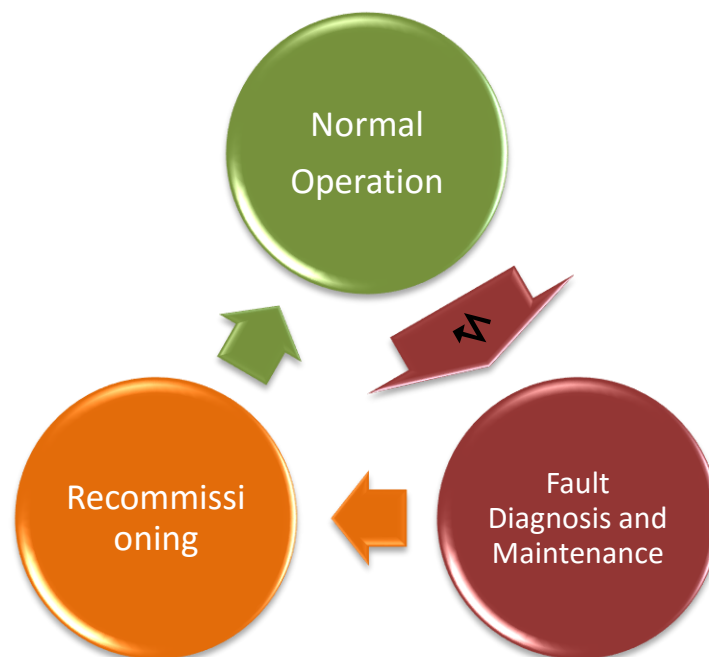 Normal
Operation
Recommissi
oning
Fault
Diagnosis and
Maintenance